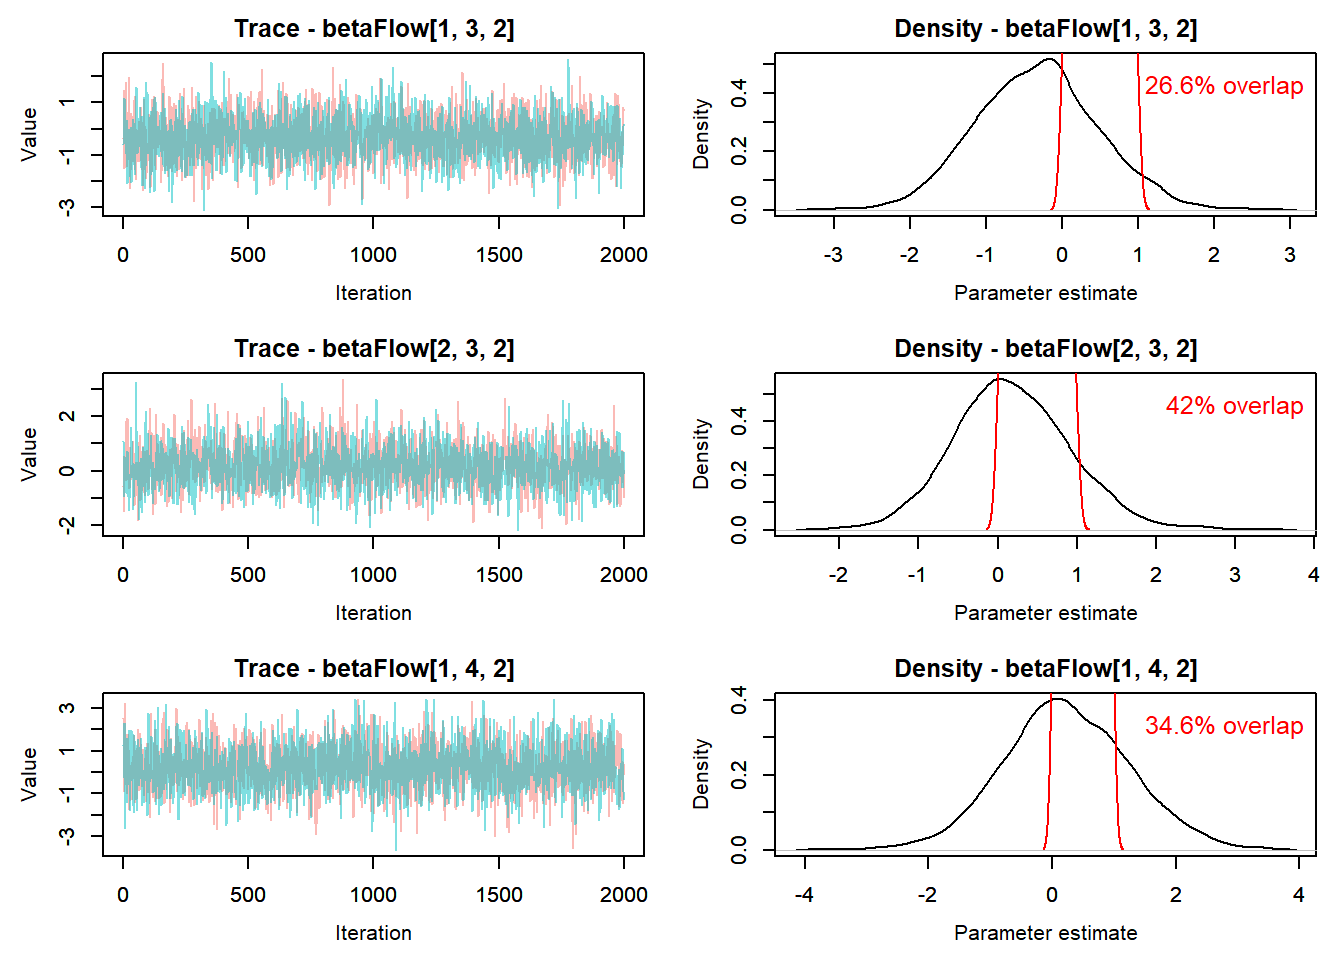 Trace - betaFlow[1, 3, 2]
Value
1
-1
-3
0 500 1000 1500 2000
Iteration
Density - betaFlow[1, 3, 2]
Density
0.4
0.2
0.0
26.6% overlap
-3 -2 -1 0 1 2 3
Parameter estimate
Trace - betaFlow[2, 3, 2]
Value
2
0
-2
0 500 1000 1500 2000
Iteration
Density - betaFlow[2, 3, 2]
Density
0.4
0.2
0.0
42% overlap
-2 -1 0 1 2 3 4
Parameter estimate
Trace - betaFlow[1, 4, 2]
Value
3
1
-1
-3
0 500 1000 1500 2000
Iteration
Density - betaFlow[1, 4, 2]
Density
0.4
0.2
0.0
34.6% overlap
-4 -2 0 2 4
Parameter estimate